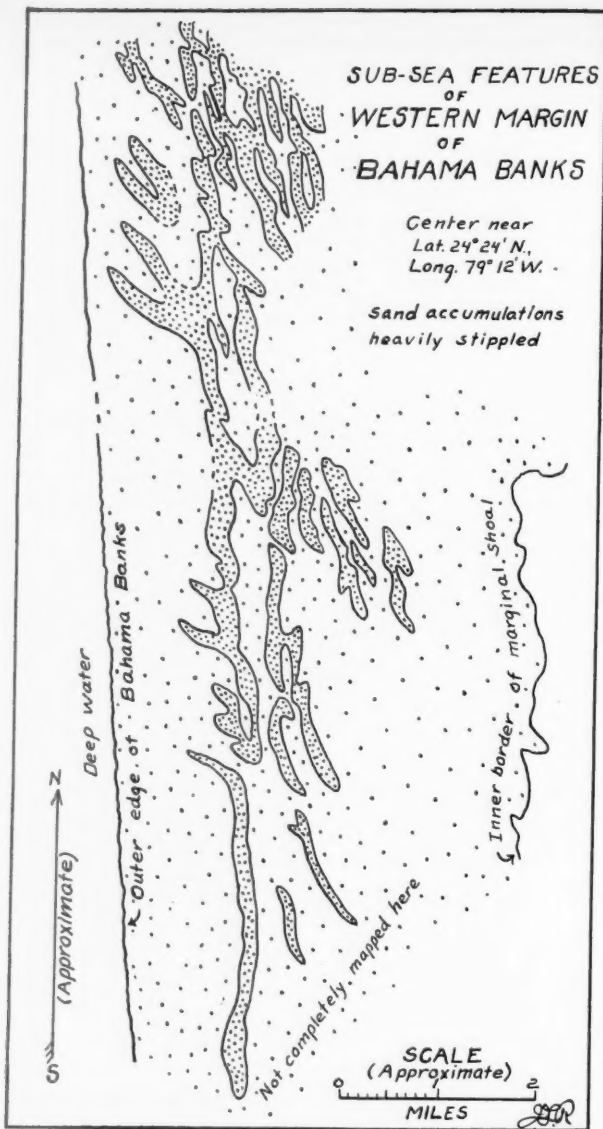 SUB-SEA FEATURES
OF
WESTERN MARGIN
OF
BAHAMA BANKS
Center near
Lat. 24° 24' N.,
Long. 79° 12' W.
Sand accumulations
heavily stippled
Deep water
Outer edge of Bahama Banks
Inner border of marginal shoal
N
(Approximate)
S
Not completely mapped here
SCALE
(Approximate)
0 1 2
MILES